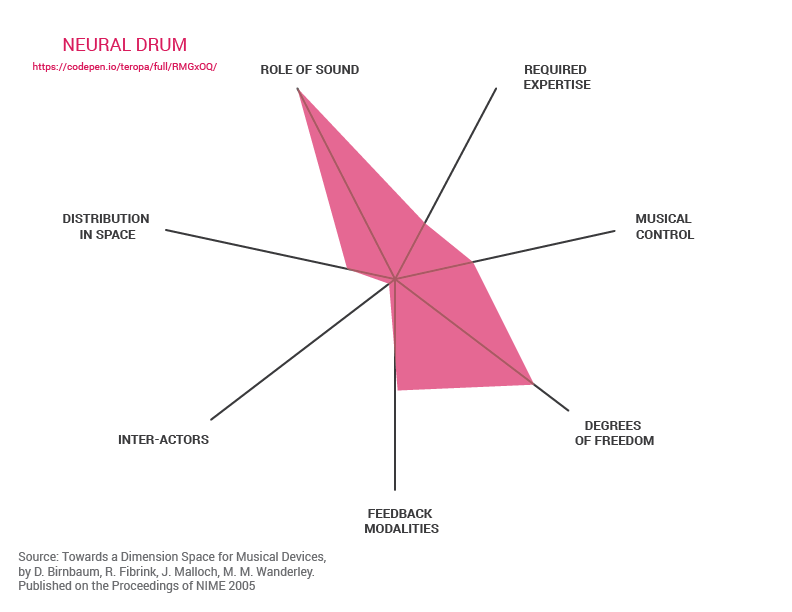 NEURAL DRUM
https://codepen.io/teropa/full/RMGxOQ/
ROLE OF SOUND
REQUIRED
EXPERTISE
DISTRIBUTION
IN SPACE
MUSICAL
CONTROL
INTER-ACTORS
DEGREES
OF FREEDOM
FEEDBACK
MODALITIES
Source: Towards a Dimension Space for Musical Devices,
by D. Birnbaum, R. Fibrink, J. Malloch, M. M. Wanderley.
Published on the Proceedings of NIME 2005